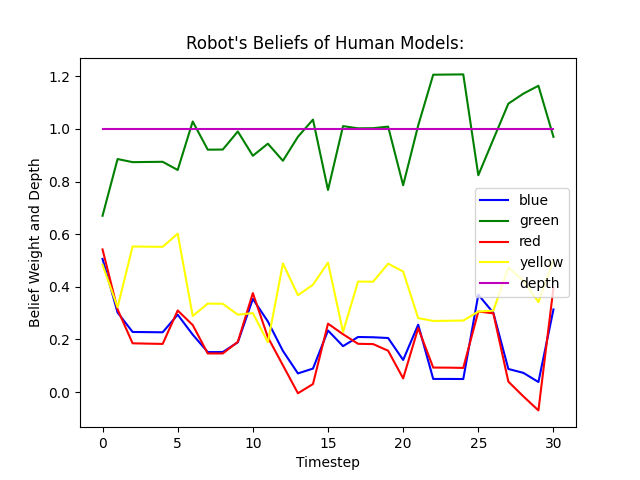 Robot's Beliefs of Human Models:
Belief Weight and Depth
1.2
1.0
0.8
0.6
0.4
0.2
0.0
blue
green
red
yellow
depth
0 5 10 15 20 25 30
Timestep